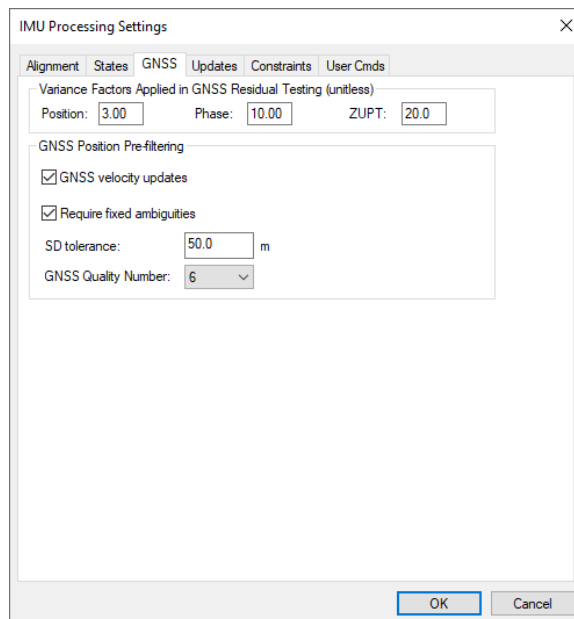 IMU Processing Settings
Alignment States GNSS Updates Constraints User Cmds
Variance Factors Applied in GNSS Residual Testing (unitless)
Position: 3.00 Phase: 10.00 ZUPT: 20.0
GNSS Position Pre-filtering
GNSS velocity updates
Require fixed ambiguities
SD tolerance: 50.0 m
GNSS Quality Number: 6
OK Cancel